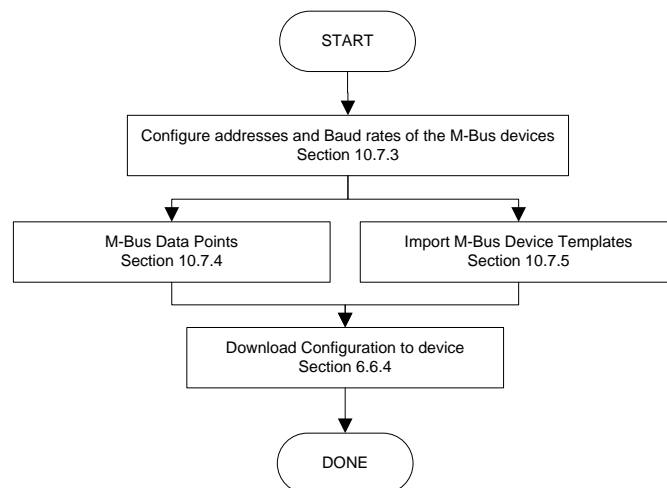 START
Configure addresses and Baud rates of the M-Bus devices
Section 10.7.3
M-Bus Data Points
Section 10.7.4
Import M-Bus Device Templates
Section 10.7.5
Download Configuration to device
Section 6.6.4
DONE